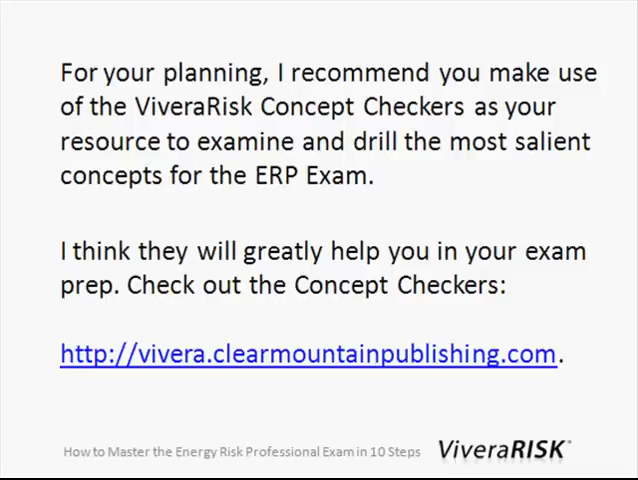 For your planning, I recommend you make use
of the ViveraRisk Concept Checkers as your
resource to examine and drill the most salient
concepts for the ERP Exam.
I think they will greatly help you in your exam
prep. Check out the Concept Checkers:
http://vivera.clearmountainpublishing.com.
How to Master the Energy Risk Professional Exam in 10 Steps
ViveraRISK